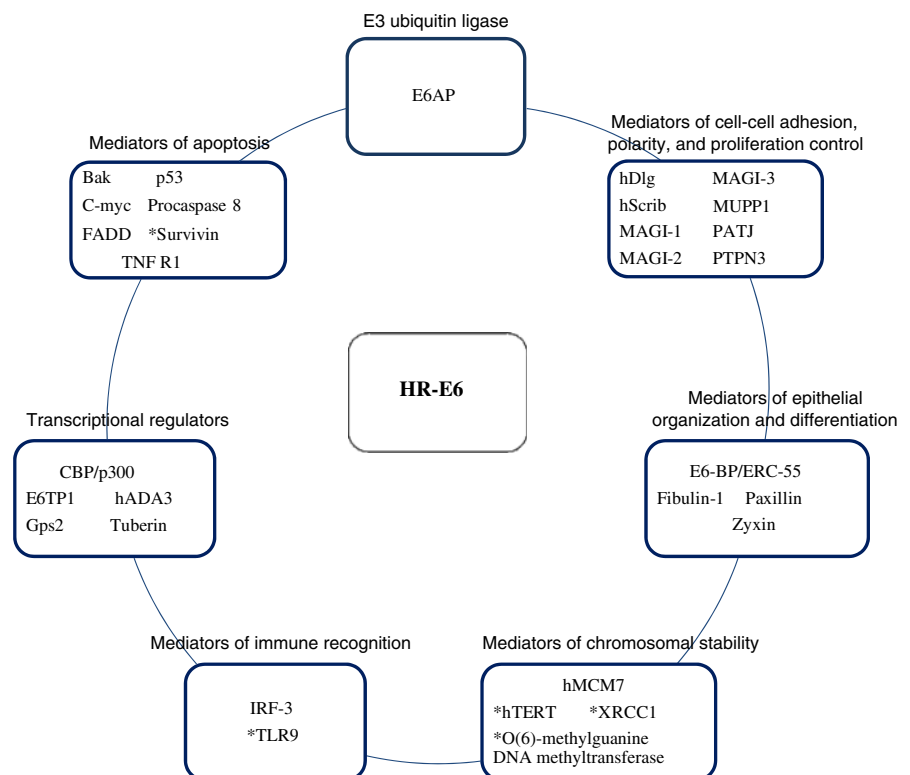 E3 ubiquitin ligase
E6AP
Mediators of cell-cell adhesion,
polarity, and proliferation control
hDlg MAGI-3
hScrib MUPP1
MAGI-1 PATJ
MAGI-2 PTPN3
Mediators of apoptosis
Bak p53
C-myc Procaspase 8
FADD *Survivin
TNF R1
HR-E6
Mediators of epithelial
organization and differentiation
E6-BP/ERC-55
Fibulin-1 Paxillin
Zyxin
Transcriptional regulators
CBP/p300
E6TP1 hADA3
Gps2 Tuberin
Mediators of immune recognition
IRF-3
*TLR9
Mediators of chromosomal stability
hMCM7
*hTERT *XRCC1
*O(6)-methylguanine
DNA methyltransferase